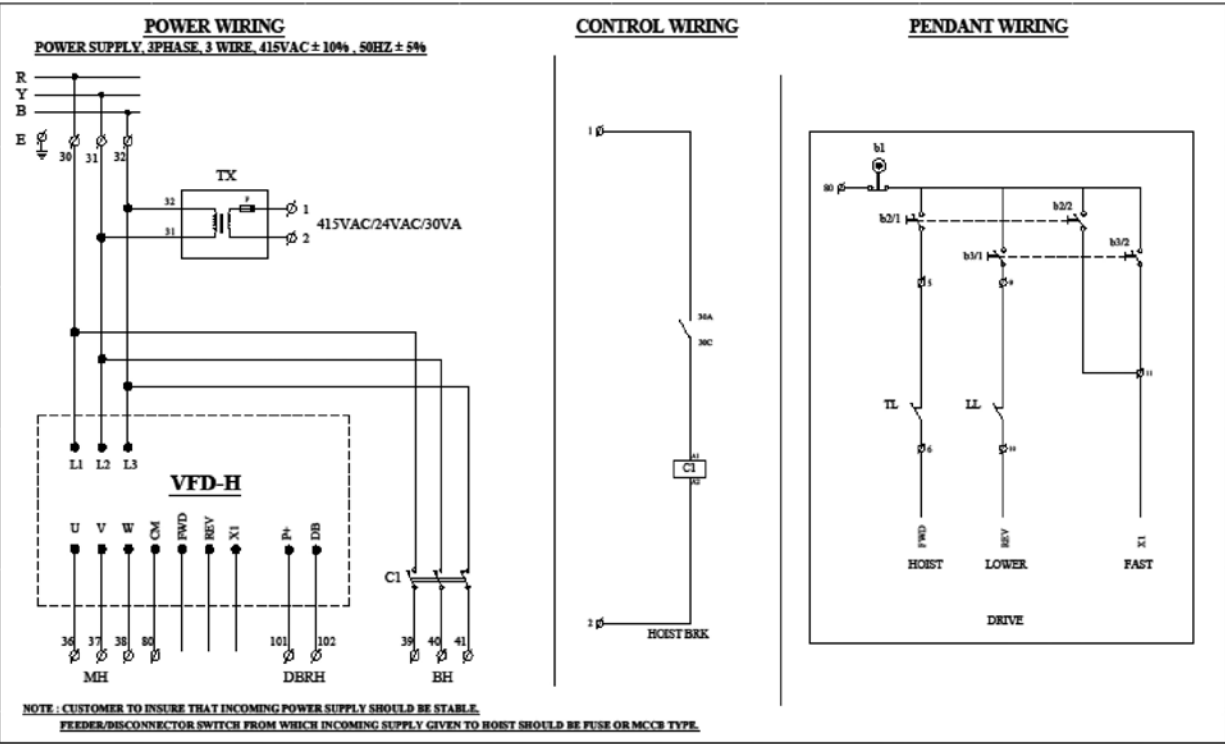 POWER WIRING
POWER SUPPLY, 3PHASE, 3 WIRE, 415VAC ± 10% , 50HZ ± 5%
R
Y
B
E
30
31
32
TX
32
31
F
1
2
415VAC/24VAC/30VA
L1 L2 L3
VFD-H
U V W CM FWD REV X1 P+ DB
C1
36 37 38 80 101 102 39 40 41
MH DBRH BH
CONTROL WIRING
1
30A
30C
A1
C1
A2
2
HOIST BRK
PENDANT WIRING
b1
80
b2/1
b2/2
b3/1
b3/2
5
9
11
TL
LL
6
10
FWD REV X1
HOIST LOWER FAST
DRIVE
NOTE : CUSTOMER TO INSURE THAT INCOMING POWER SUPPLY SHOULD BE STABLE.
FEEDER/DISCONNECTOR SWITCH FROM WHICH INCOMING SUPPLY GIVEN TO HOIST SHOULD BE FUSE OR MCCB TYPE.